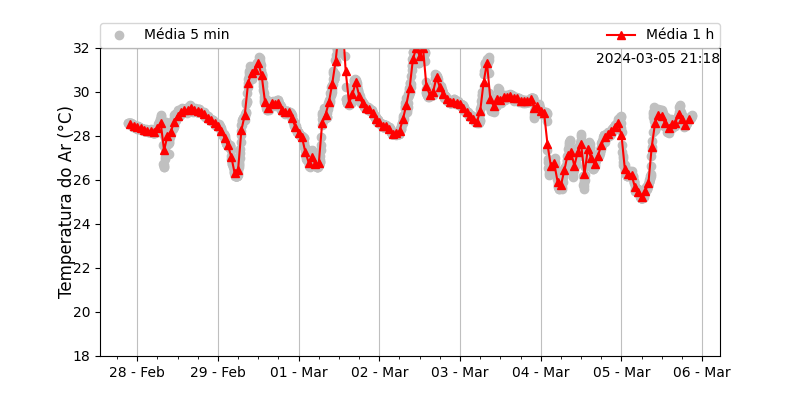 Média 5 min
Média 1 h
2024-03-05 21:18
Temperatura do Ar (°C)
32
30
28
26
24
22
20
18
28 - Feb
29 - Feb
01 - Mar
02 - Mar
03 - Mar
04 - Mar
05 - Mar
06 - Mar